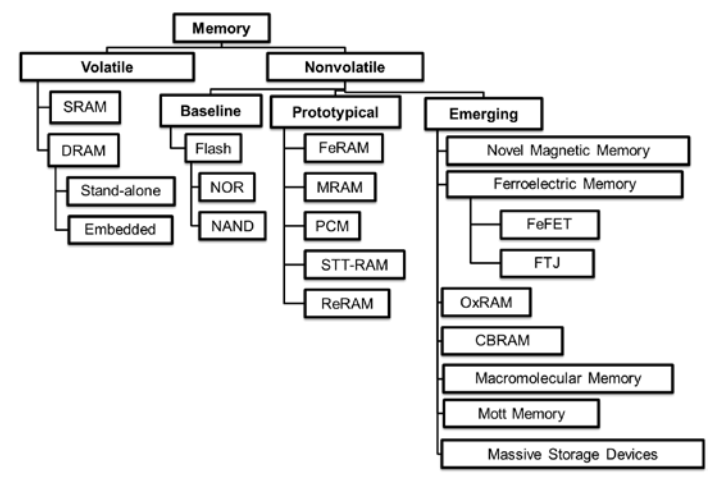 Memory
Volatile
Nonvolatile
SRAM
DRAM
Stand-alone
Embedded
Baseline
Flash
NOR
NAND
Prototypical
FeRAM
MRAM
PCM
STT-RAM
ReRAM
Emerging
Novel Magnetic Memory
Ferroelectric Memory
FeFET
FTJ
OxRAM
CBRAM
Macromolecular Memory
Mott Memory
Massive Storage Devices